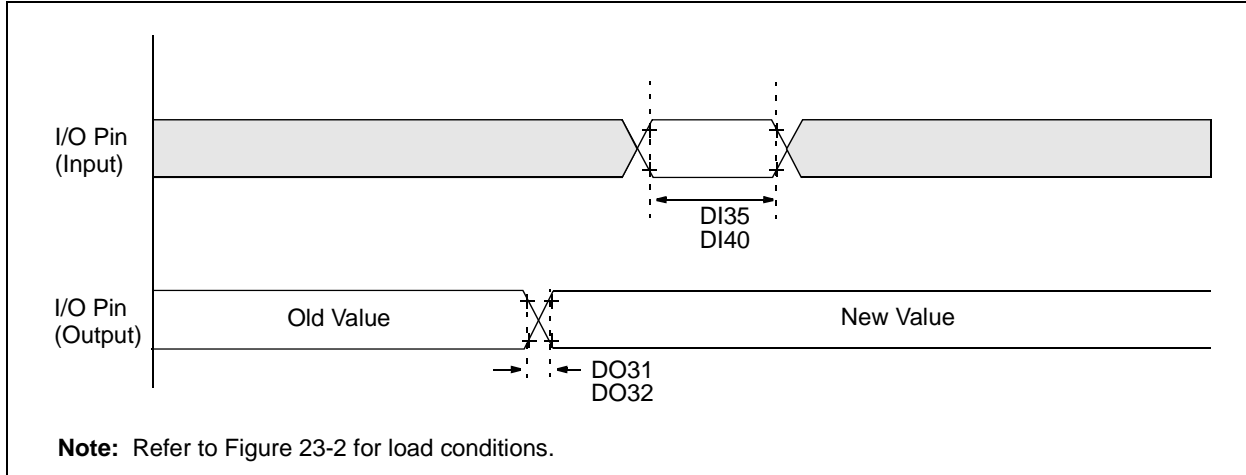 I/O Pin
(Input)
DI35
DI40
I/O Pin
(Output)
Old Value
New Value
DO31
DO32
Note: Refer to Figure 23-2 for load conditions.